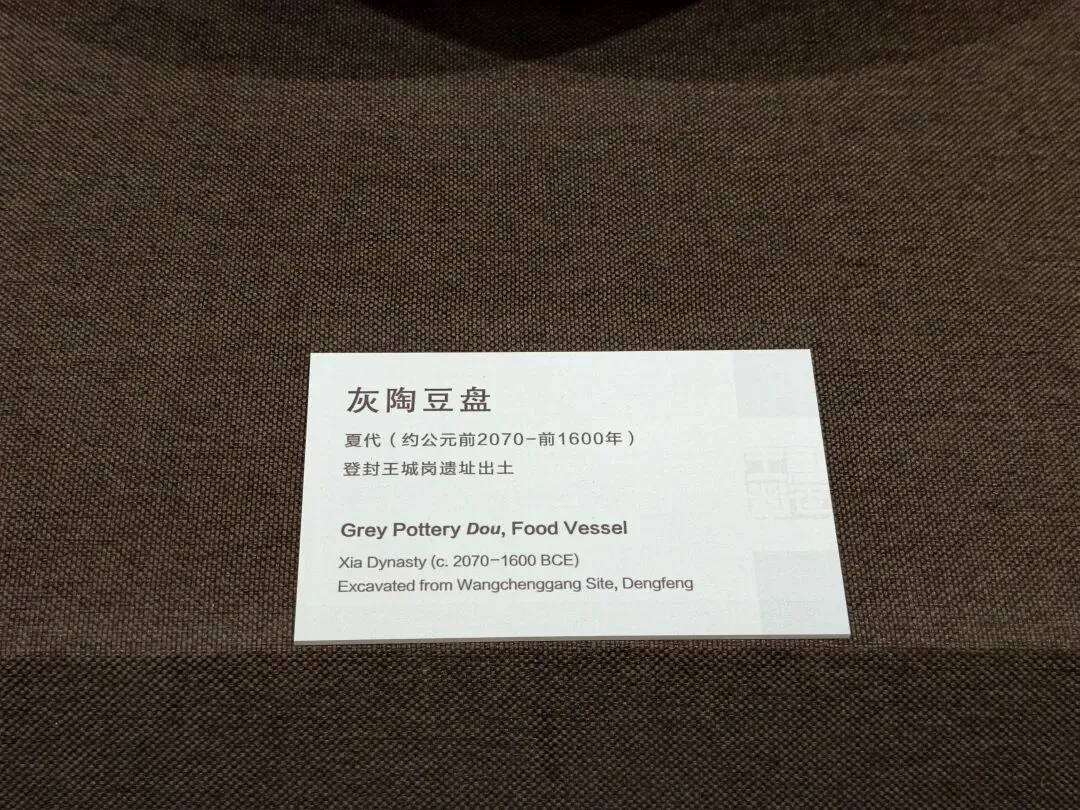 灰陶豆盘
夏代（约公元前2070-前1600年）
登封王城岗遗址出土
Grey Pottery Dou, Food Vessel
Xia Dynasty (c. 2070-1600 BCE)
Excavated from Wangchenggang Site, Dengfeng